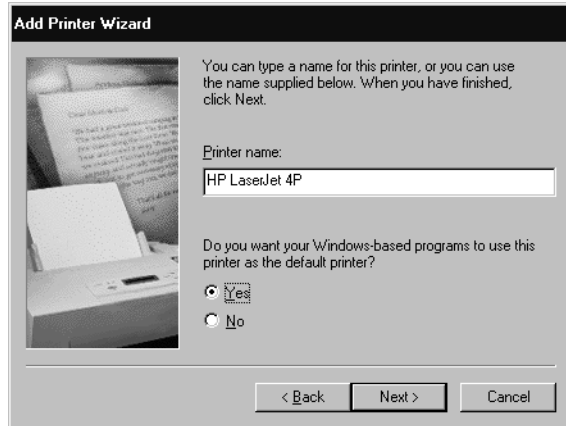 Add Printer Wizard
You can type a name for this printer, or you can use
the name supplied below. When you have finished,
click Next.
Printer name:
HP LaserJet 4P
Do you want your Windows-based programs to use this
printer as the default printer?
Yes
No
< Back
Next >
Cancel